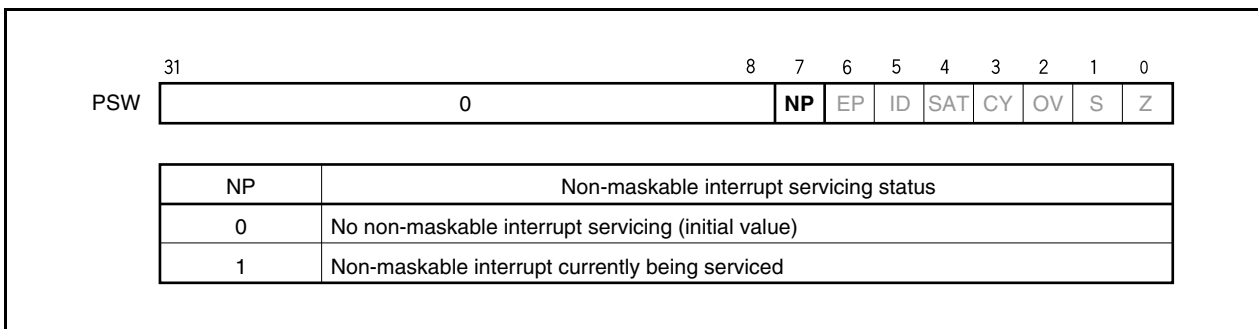 31 8 7 6 5 4 3 2 1 0
PSW 0 NP EP ID SAT CY OV S Z
NP Non-maskable interrupt servicing status
0 No non-maskable interrupt servicing (initial value)
1 Non-maskable interrupt currently being serviced